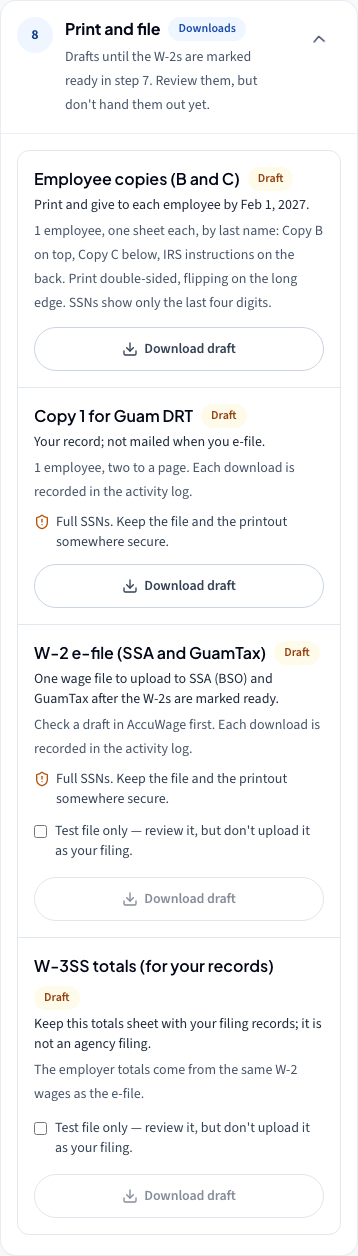 8
Print and file
Downloads
Drafts until the W-2s are marked
ready in step 7. Review them, but
don't hand them out yet.
Employee copies (B and C)
Draft
Print and give to each employee by Feb 1, 2027.
1 employee, one sheet each, by last name: Copy B
on top, Copy C below, IRS instructions on the
back. Print double-sided, flipping on the long
edge. SSNs show only the last four digits.
Download draft
Copy 1 for Guam DRT
Draft
Your record; not mailed when you e-file.
1 employee, two to a page. Each download is
recorded in the activity log.
Full SSNs. Keep the file and the printout
somewhere secure.
Download draft
W-2 e-file (SSA and GuamTax)
Draft
One wage file to upload to SSA (BSO) and
GuamTax after the W-2s are marked ready.
Check a draft in AccuWage first. Each download is
recorded in the activity log.
Full SSNs. Keep the file and the printout
somewhere secure.
Test file only — review it, but don't upload it
as your filing.
Download draft
W-3SS totals (for your records)
Draft
Keep this totals sheet with your filing records; it is
not an agency filing.
The employer totals come from the same W-2
wages as the e-file.
Test file only — review it, but don't upload it
as your filing.
Download draft